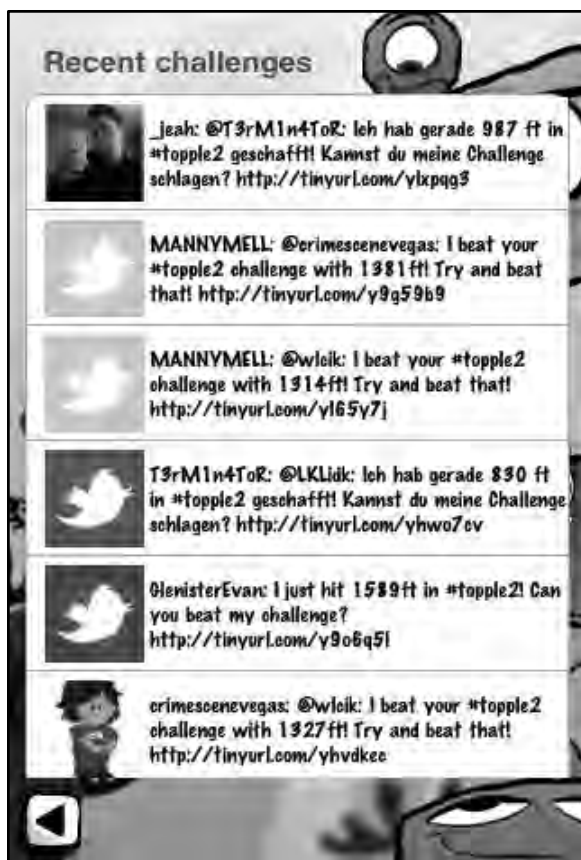 Recent challenges
_jeah: @T3rM1n4ToR: Ich hab gerade 987 ft in
#topple2 geschafft! Kannst du meine Challenge
schlagen? http://tinyurl.com/ylxpqg3
MANNYMELL: @crimescenevegas: I beat your
#topple2 challenge with 1381ft! Try and beat
that! http://tinyurl.com/y9g59b9
MANNYMELL: @wlcik: I beat your #topple2
challenge with 1314ft! Try and beat that!
http://tinyurl.com/yl65y7j
T3rM1n4ToR: @LKLidk: Ich hab gerade 830 ft
in #topple2 geschafft! Kannst du meine Challenge
schlagen? http://tinyurl.com/yhwo7cv
GlenisterEvan: I just hit 1589ft in #topple2! Can
you beat my challenge?
http://tinyurl.com/y9o6q5l
crimescenevegas: @wlcik: I beat your #topple2
challenge with 1327ft! Try and beat that!
http://tinyurl.com/yhvdkec